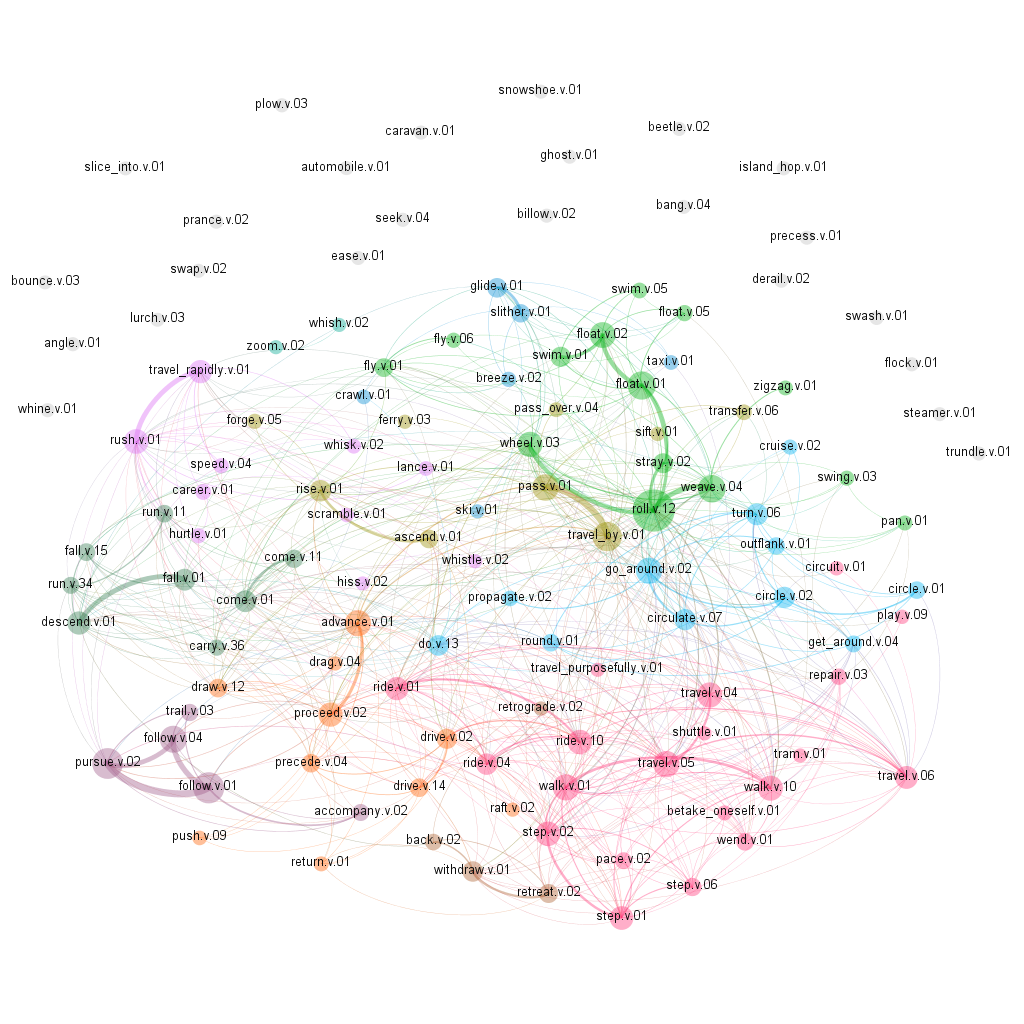 snowshoe.v.01
plow.v.03
caravan.v.01
beetle.v.02
ghost.v.01
slice_into.v.01
automobile.v.01
island_hop.v.01
bang.v.04
billow.v.02
prance.v.02
seek.v.04
precess.v.01
ease.v.01
swap.v.02
bounce.v.03
derail.v.02
glide.v.01
swim.v.05
slither.v.01
float.v.05
lurch.v.03
swash.v.01
whish.v.02
float.v.02
angle.v.01
zoom.v.02
fly.v.06
swim.v.01
taxi.v.01
flock.v.01
travel_rapidly.v.01
fly.v.01
breeze.v.02
float.v.01
zigzag.v.01
crawl.v.01
whine.v.01
pass_over.v.04
transfer.v.06
steamer.v.01
forge.v.05
ferry.v.03
sift.v.01
rush.v.01
whisk.v.02
wheel.v.03
cruise.v.02
trundle.v.01
speed.v.04
lance.v.01
stray.v.02
swing.v.03
career.v.01
rise.v.01
pass.v.01
weave.v.04
run.v.11
scramble.v.01
ski.v.01
roll.v.12
turn.v.06
pan.v.01
hurtle.v.01
ascend.v.01
travel_by.v.01
outflank.v.01
fall.v.15
come.v.11
whistle.v.02
go_around.v.02
circuit.v.01
run.v.34
fall.v.01
hiss.v.02
circle.v.01
come.v.01
propagate.v.02
circle.v.02
descend.v.01
advance.v.01
circulate.v.07
play.v.09
carry.v.36
do.v.13
round.v.01
get_around.v.04
drag.v.04
travel_purposefully.v.01
repair.v.03
draw.v.12
ride.v.01
travel.v.04
trail.v.03
proceed.v.02
retrograde.v.02
shuttle.v.01
follow.v.04
drive.v.02
ride.v.10
tram.v.01
pursue.v.02
precede.v.04
ride.v.04
travel.v.05
travel.v.06
follow.v.01
drive.v.14
walk.v.01
walk.v.10
accompany.v.02
raft.v.02
betake_oneself.v.01
push.v.09
back.v.02
step.v.02
wend.v.01
return.v.01
withdraw.v.01
pace.v.02
retreat.v.02
step.v.06
step.v.01